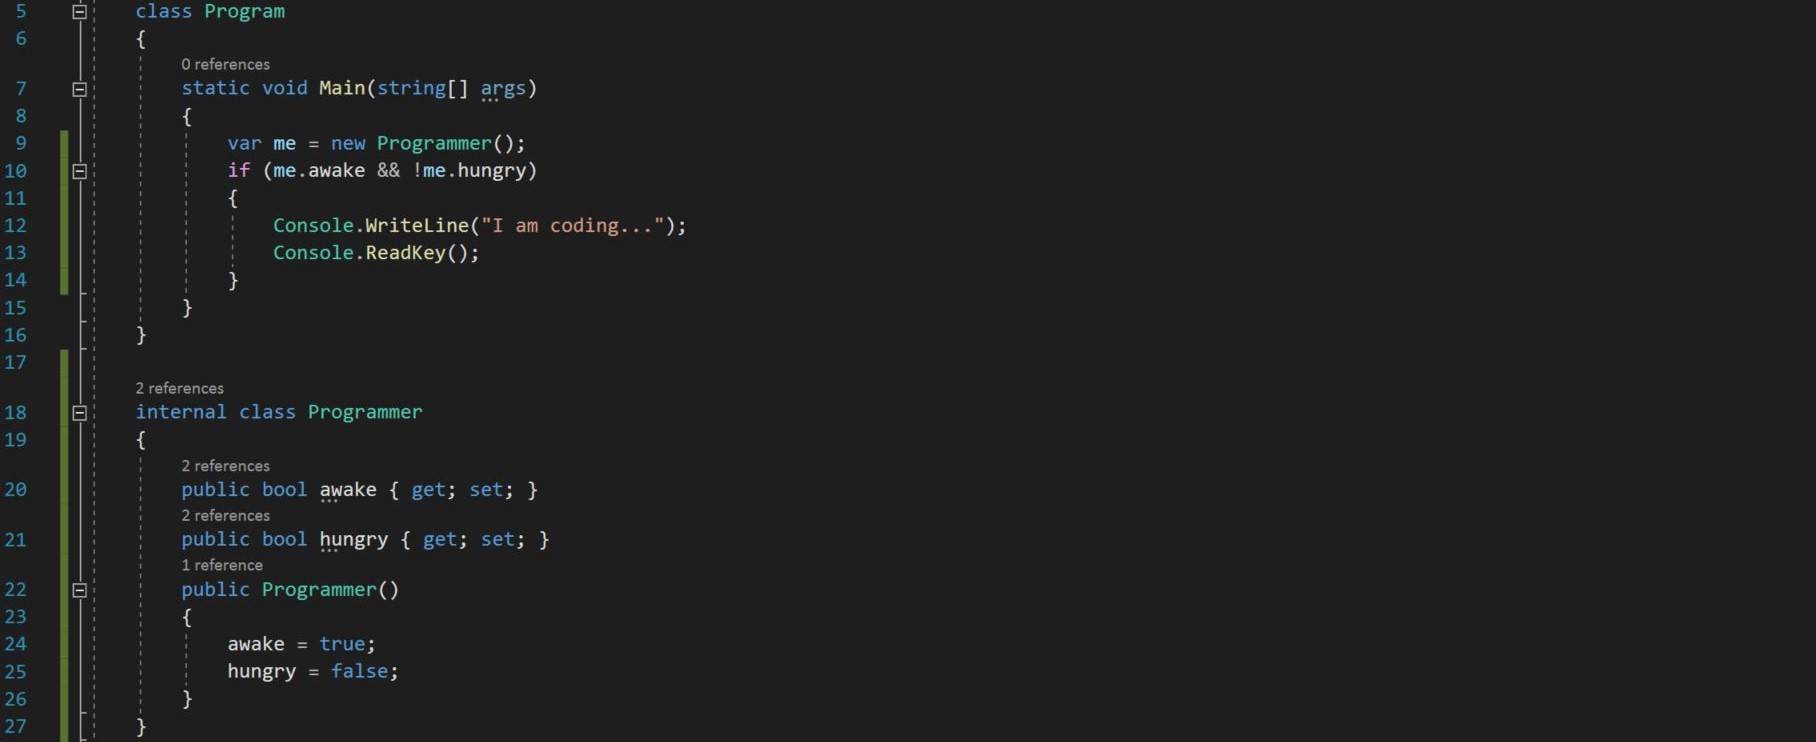 5 class Program
6 {
0 references
7 static void Main(string[] args)
8 {
9 var me = new Programmer();
10 if (me.awake && !me.hungry)
11 {
12 Console.WriteLine("I am coding...");
13 Console.ReadKey();
14 }
15 }
16 }
17
2 references
18 internal class Programmer
19 {
2 references
20 public bool awake { get; set; }
2 references
21 public bool hungry { get; set; }
1 reference
22 public Programmer()
23 {
24 awake = true;
25 hungry = false;
26 }
27 }